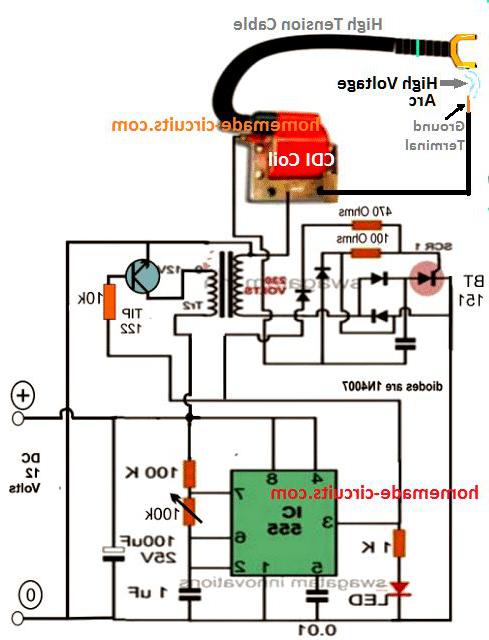 High Tension Cable
High Voltage
Arc
homemade-circuits.com
Ground
Terminal
CDI Coil
470 Ohms
100 Ohms
SCR 1
12V
0
230
VOLTS
swagatam
BT
151
10k
TIP
122
Tr2
diodes are 1N4007
+
DC
12
Volts
100 K
8
4
7
homemade-circuits.com
100k
IC
555
3
100uF
25V
6
1 K
1 uF
2
1
5
swagatam innovations
LED
0
0.01